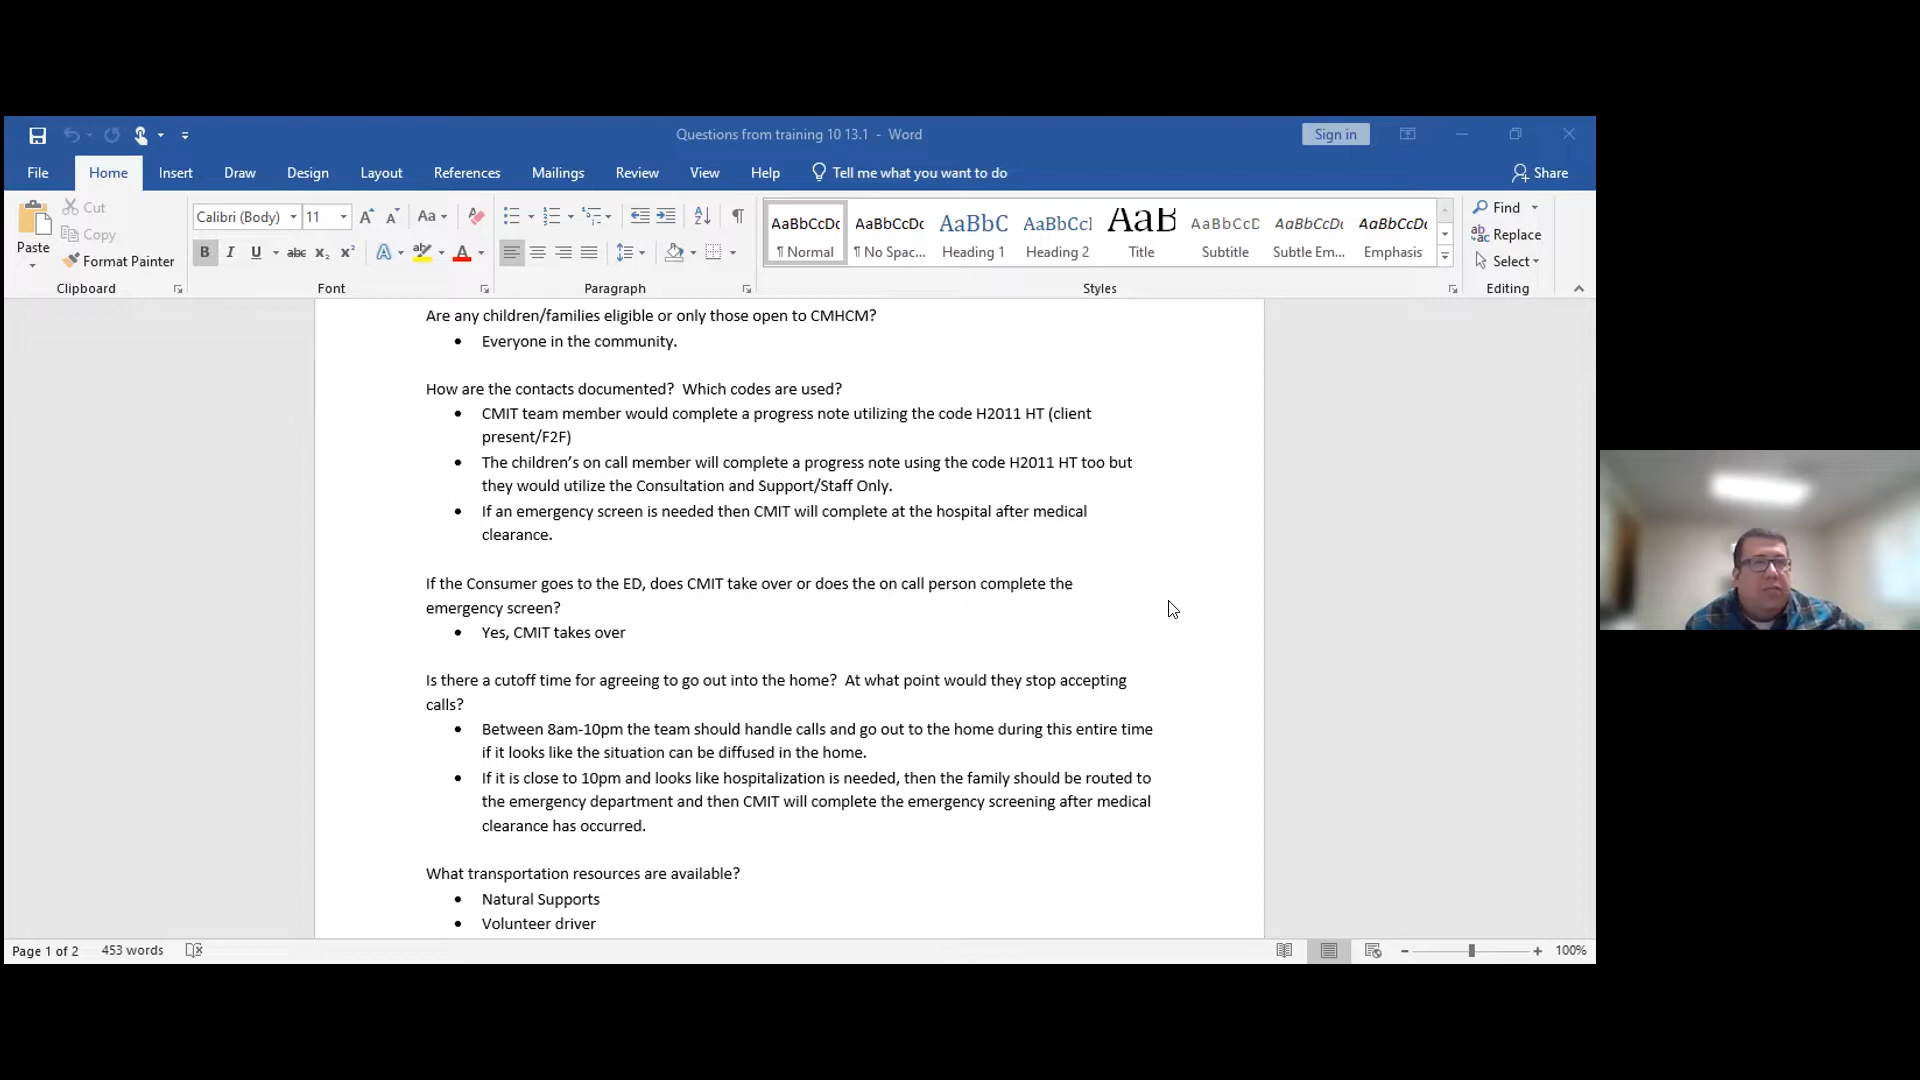 Questions from training 10 13.1 - Word
Sign in
File Home Insert Draw Design Layout References Mailings Review View Help Tell me what you want to do Share
Paste
Cut
Copy
Format Painter
Clipboard
Calibri (Body) 11
Font
Paragraph
AaBbCcDc AaBbCcDc AaBbC AaBbCcl AaB AaBbCcD AaBbCcDc AaBbCcDc
¶ Normal ¶ No Spac... Heading 1 Heading 2 Title Subtitle Subtle Em... Emphasis
Styles
Find
Replace
Select
Editing
Are any children/families eligible or only those open to CMHCM?
• Everyone in the community.
How are the contacts documented? Which codes are used?
• CMIT team member would complete a progress note utilizing the code H2011 HT (client
present/F2F)
• The children’s on call member will complete a progress note using the code H2011 HT too but
they would utilize the Consultation and Support/Staff Only.
• If an emergency screen is needed then CMIT will complete at the hospital after medical
clearance.
If the Consumer goes to the ED, does CMIT take over or does the on call person complete the
emergency screen?
• Yes, CMIT takes over
Is there a cutoff time for agreeing to go out into the home? At what point would they stop accepting
calls?
• Between 8am-10pm the team should handle calls and go out to the home during this entire time
if it looks like the situation can be diffused in the home.
• If it is close to 10pm and looks like hospitalization is needed, then the family should be routed to
the emergency department and then CMIT will complete the emergency screening after medical
clearance has occurred.
What transportation resources are available?
• Natural Supports
• Volunteer driver
Page 1 of 2 453 words 100%